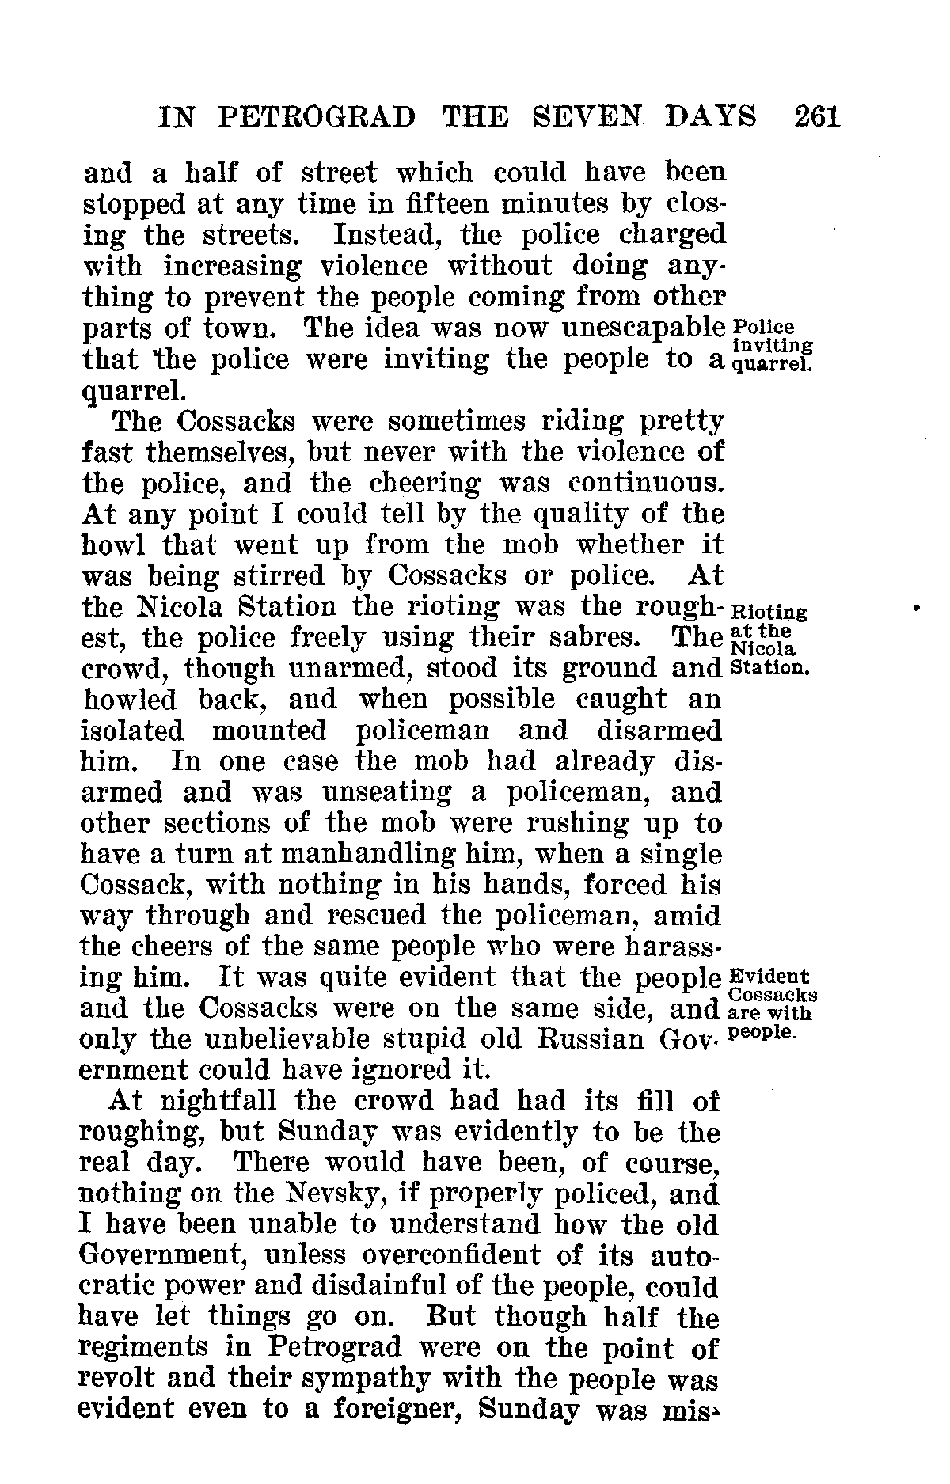 IN PETROGRAD THE SEVEN DAYS 261
and a half of street which could have been
stopped at any time in fifteen minutes by clos-
ing the streets. Instead, the police charged
with increasing violence without doing any-
thing to prevent the people coming from other
parts of town. The idea was now unescapable
that the police were inviting the people to a
quarrel.
Police
inviting
quarrel.
The Cossacks were sometimes riding pretty
fast themselves, but never with the violence of
the police, and the cheering was continuous.
At any point I could tell by the quality of the
howl that went up from the mob whether it
was being stirred by Cossacks or police. At
the Nicola Station the rioting was the rough-
est, the police freely using their sabres. The
crowd, though unarmed, stood its ground and
Rioting
at the
Nicola
Station.
howled back, and when possible caught an
isolated mounted policeman and disarmed
him. In one case the mob had already dis-
armed and was unseating a policeman, and
other sections of the mob were rushing up to
have a turn at manhandling him, when a single
Cossack, with nothing in his hands, forced his
way through and rescued the policeman, amid
the cheers of the same people who were harass-
ing him. It was quite evident that the people
and the Cossacks were on the same side, and
only the unbelievable stupid old Russian Gov-
Evident
Cossacks
are with
people.
ernment could have ignored it.
At nightfall the crowd had had its fill of
roughing, but Sunday was evidently to be the
real day. There would have been, of course,
nothing on the Nevsky, if properly policed, and
I have been unable to understand how the old
Government, unless overconfident of its auto-
cratic power and disdainful of the people, could
have let things go on. But though half the
regiments in Petrograd were on the point of
revolt and their sympathy with the people was
evident even to a foreigner, Sunday was mis-